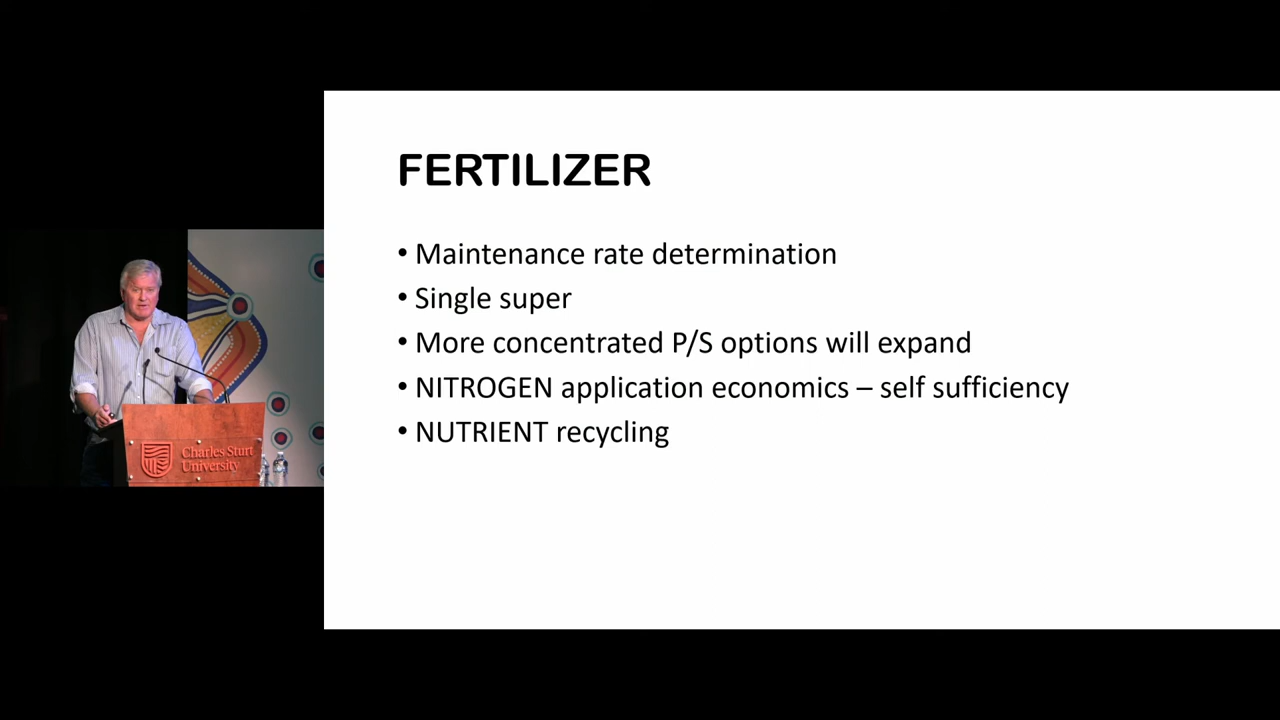 FERTILIZER
• Maintenance rate determination
• Single super
• More concentrated P/S options will expand
• NITROGEN application economics – self sufficiency
• NUTRIENT recycling
Charles Sturt
University